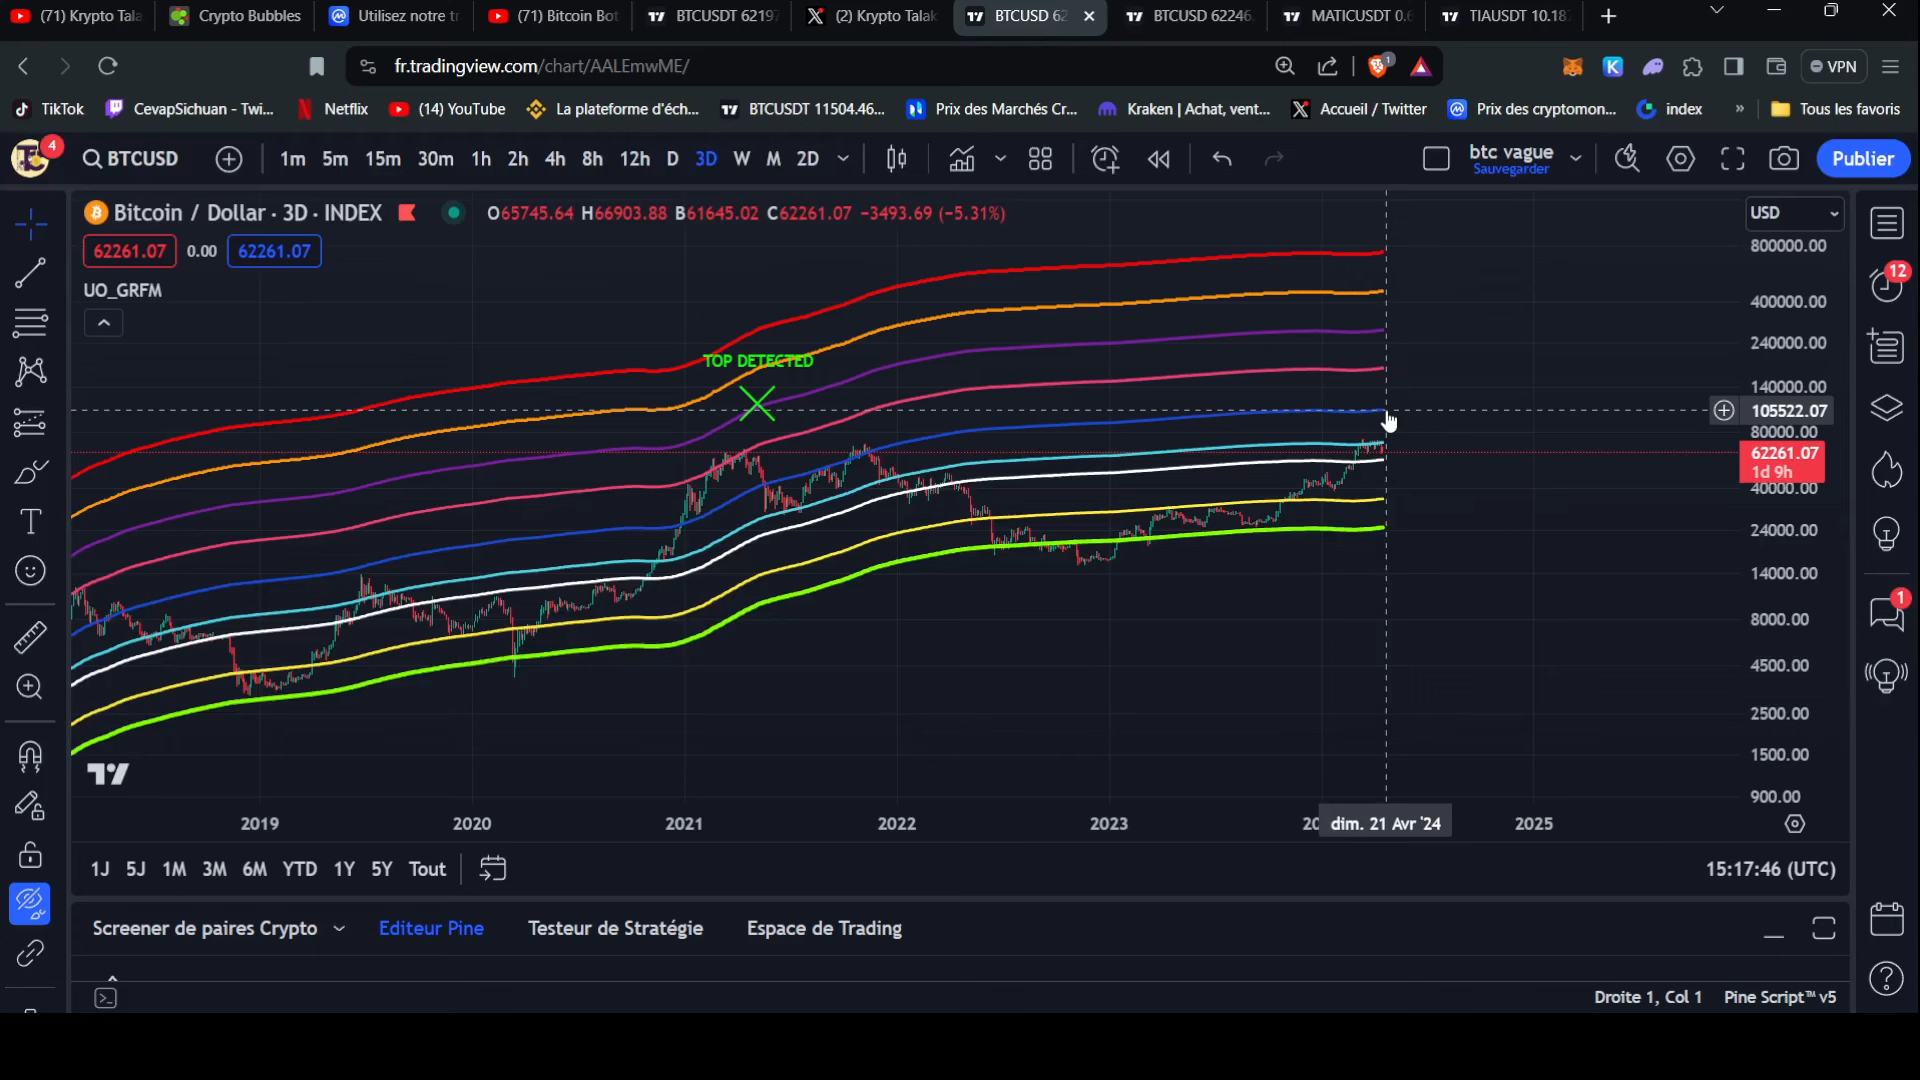 (71) Krypto Tala
Crypto Bubbles
Utilisez notre tr
(71) Bitcoin Bot
BTCUSDT 6219
(2) Krypto Talak
BTCUSD 62
BTCUSD 62246.
MATICUSDT 0.6
TIAUSDT 10.18
fr.tradingview.com/chart/AALEmwME/
1
VPN
TikTok
CevapSichuan - Twi...
Netflix
(14) YouTube
La plateforme d'éch...
BTCUSDT 11504.46...
Prix des Marchés Cr...
Kraken | Achat, vent...
Accueil / Twitter
Prix des cryptomon...
index
»
Tous les favoris
4
BTCUSD
1m 5m 15m 30m 1h 2h 4h 8h 12h D 3D W M 2D
btc vague
Sauvegarder
Publier
Bitcoin / Dollar · 3D · INDEX
O65745.64 H66903.88 B61645.02 C62261.07 −3493.69 (−5.31%)
USD
62261.07 0.00 62261.07
UO_GRFM
TOP DETECTED
800000.00
400000.00
240000.00
140000.00
105522.07
80000.00
62261.07
1d 9h
40000.00
24000.00
14000.00
8000.00
4500.00
2500.00
1500.00
900.00
12
1
2019 2020 2021 2022 2023 20 dim. 21 Avr '24 2025
1J 5J 1M 3M 6M YTD 1Y 5Y Tout
15:17:46 (UTC)
Screener de paires Crypto
Editeur Pine
Testeur de Stratégie
Espace de Trading
Droite 1, Col 1 Pine Script™ v5